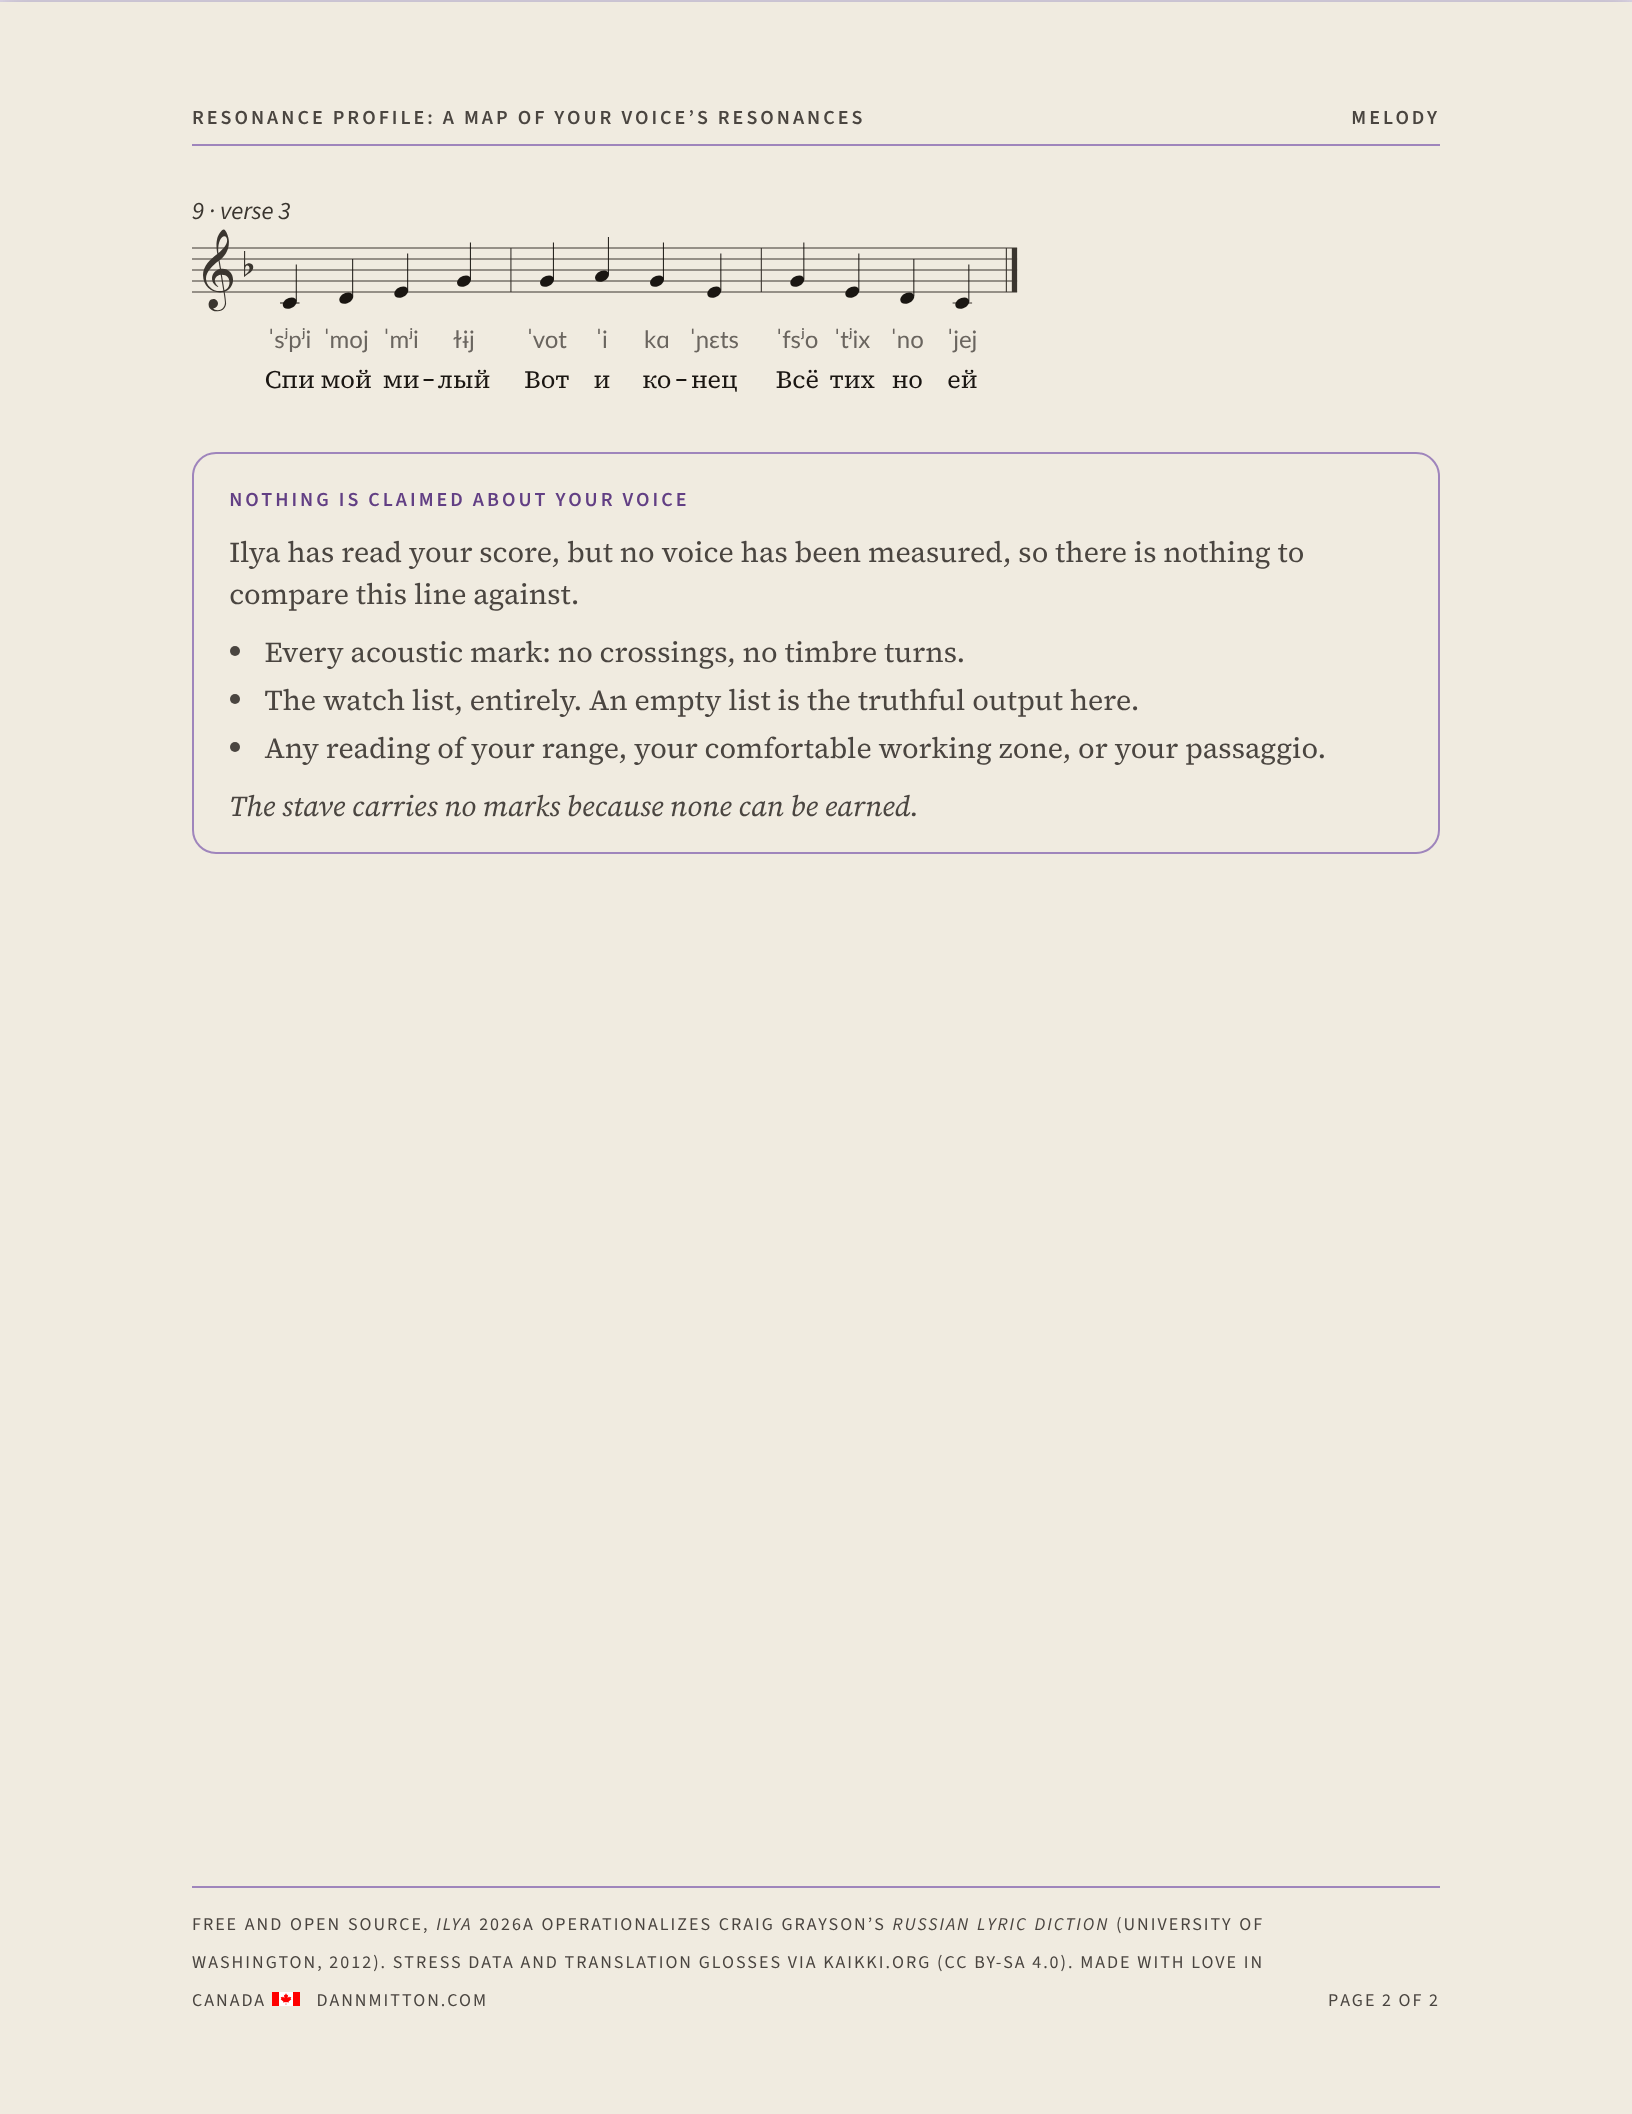 RESONANCE PROFILE: A MAP OF YOUR VOICE’S RESONANCES MELODY
9 · verse 3
ˈsʲpʲi ˈmoj ˈmʲi ɫɨj ˈvot ˈi kɑ ˈɲɛts ˈfsʲo ˈtʲix ˈno ˈjej
Спи мой ми–лый Вот и ко–нец Всё тих но ей
NOTHING IS CLAIMED ABOUT YOUR VOICE
Ilya has read your score, but no voice has been measured, so there is nothing to
compare this line against.
• Every acoustic mark: no crossings, no timbre turns.
• The watch list, entirely. An empty list is the truthful output here.
• Any reading of your range, your comfortable working zone, or your passaggio.
The stave carries no marks because none can be earned.
FREE AND OPEN SOURCE, ILYA 2026A OPERATIONALIZES CRAIG GRAYSON’S RUSSIAN LYRIC DICTION (UNIVERSITY OF
WASHINGTON, 2012). STRESS DATA AND TRANSLATION GLOSSES VIA KAIKKI.ORG (CC BY-SA 4.0). MADE WITH LOVE IN
CANADA 🇨🇦 DANNMITTON.COM PAGE 2 OF 2